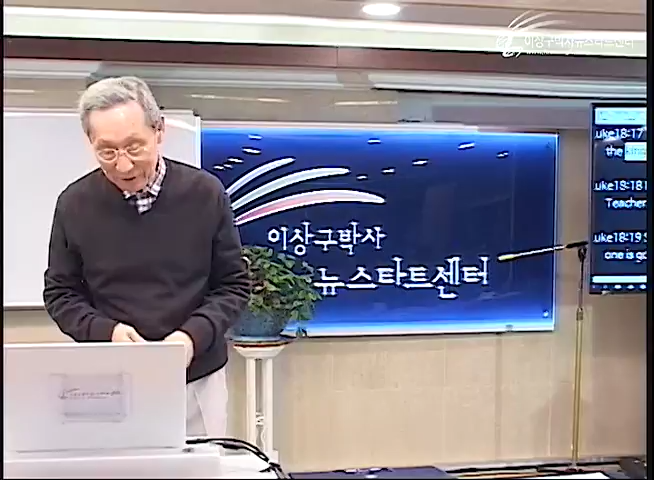 이상구박사뉴스타트센터
이상구박사
뉴스타트센터
uke18:17
the
uke18:18
Teacher
uke18:19
one is go